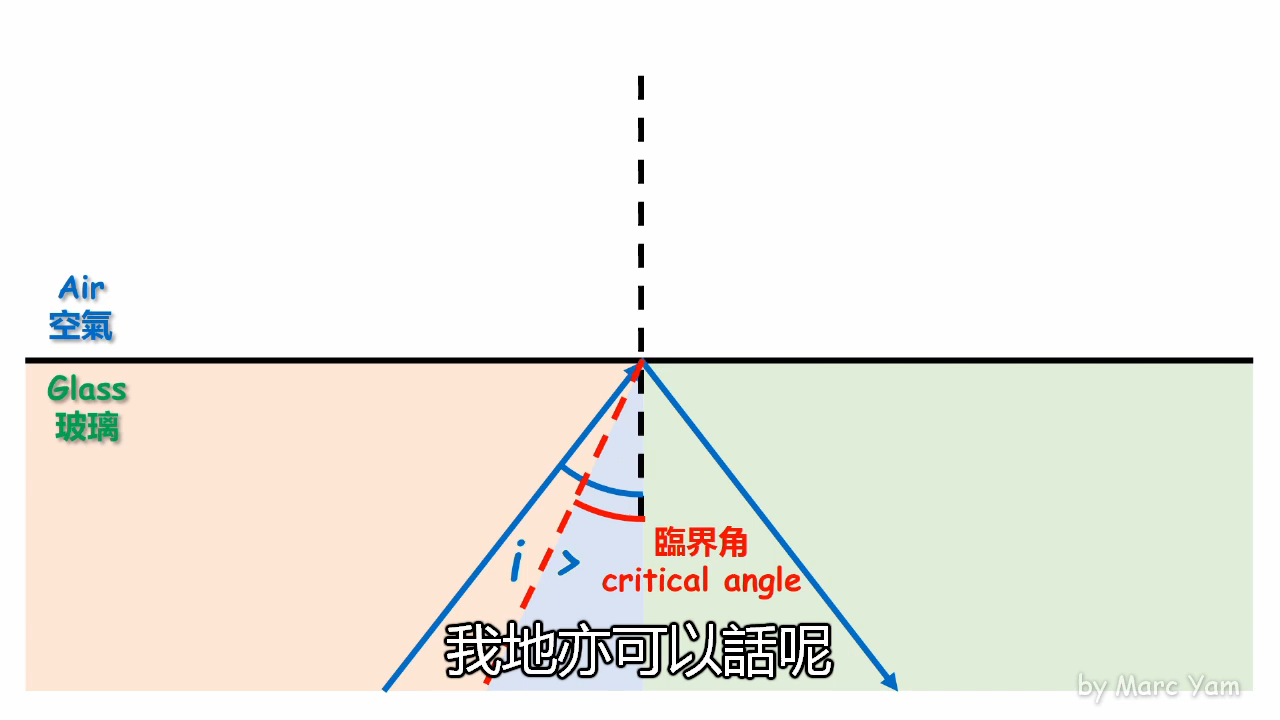 Air
空氣
Glass
玻璃
i >
臨界角
critical angle
我地亦可以話呢
by Marc Yam